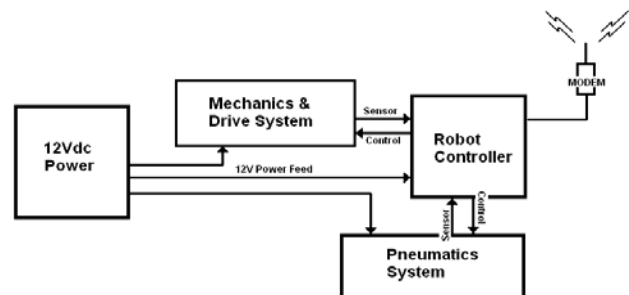 MODEM
Mechanics &
Drive System
Sensor
Control
12Vdc
Power
Robot
Controller
12V Power Feed
Sensor
Control
Pneumatics
System